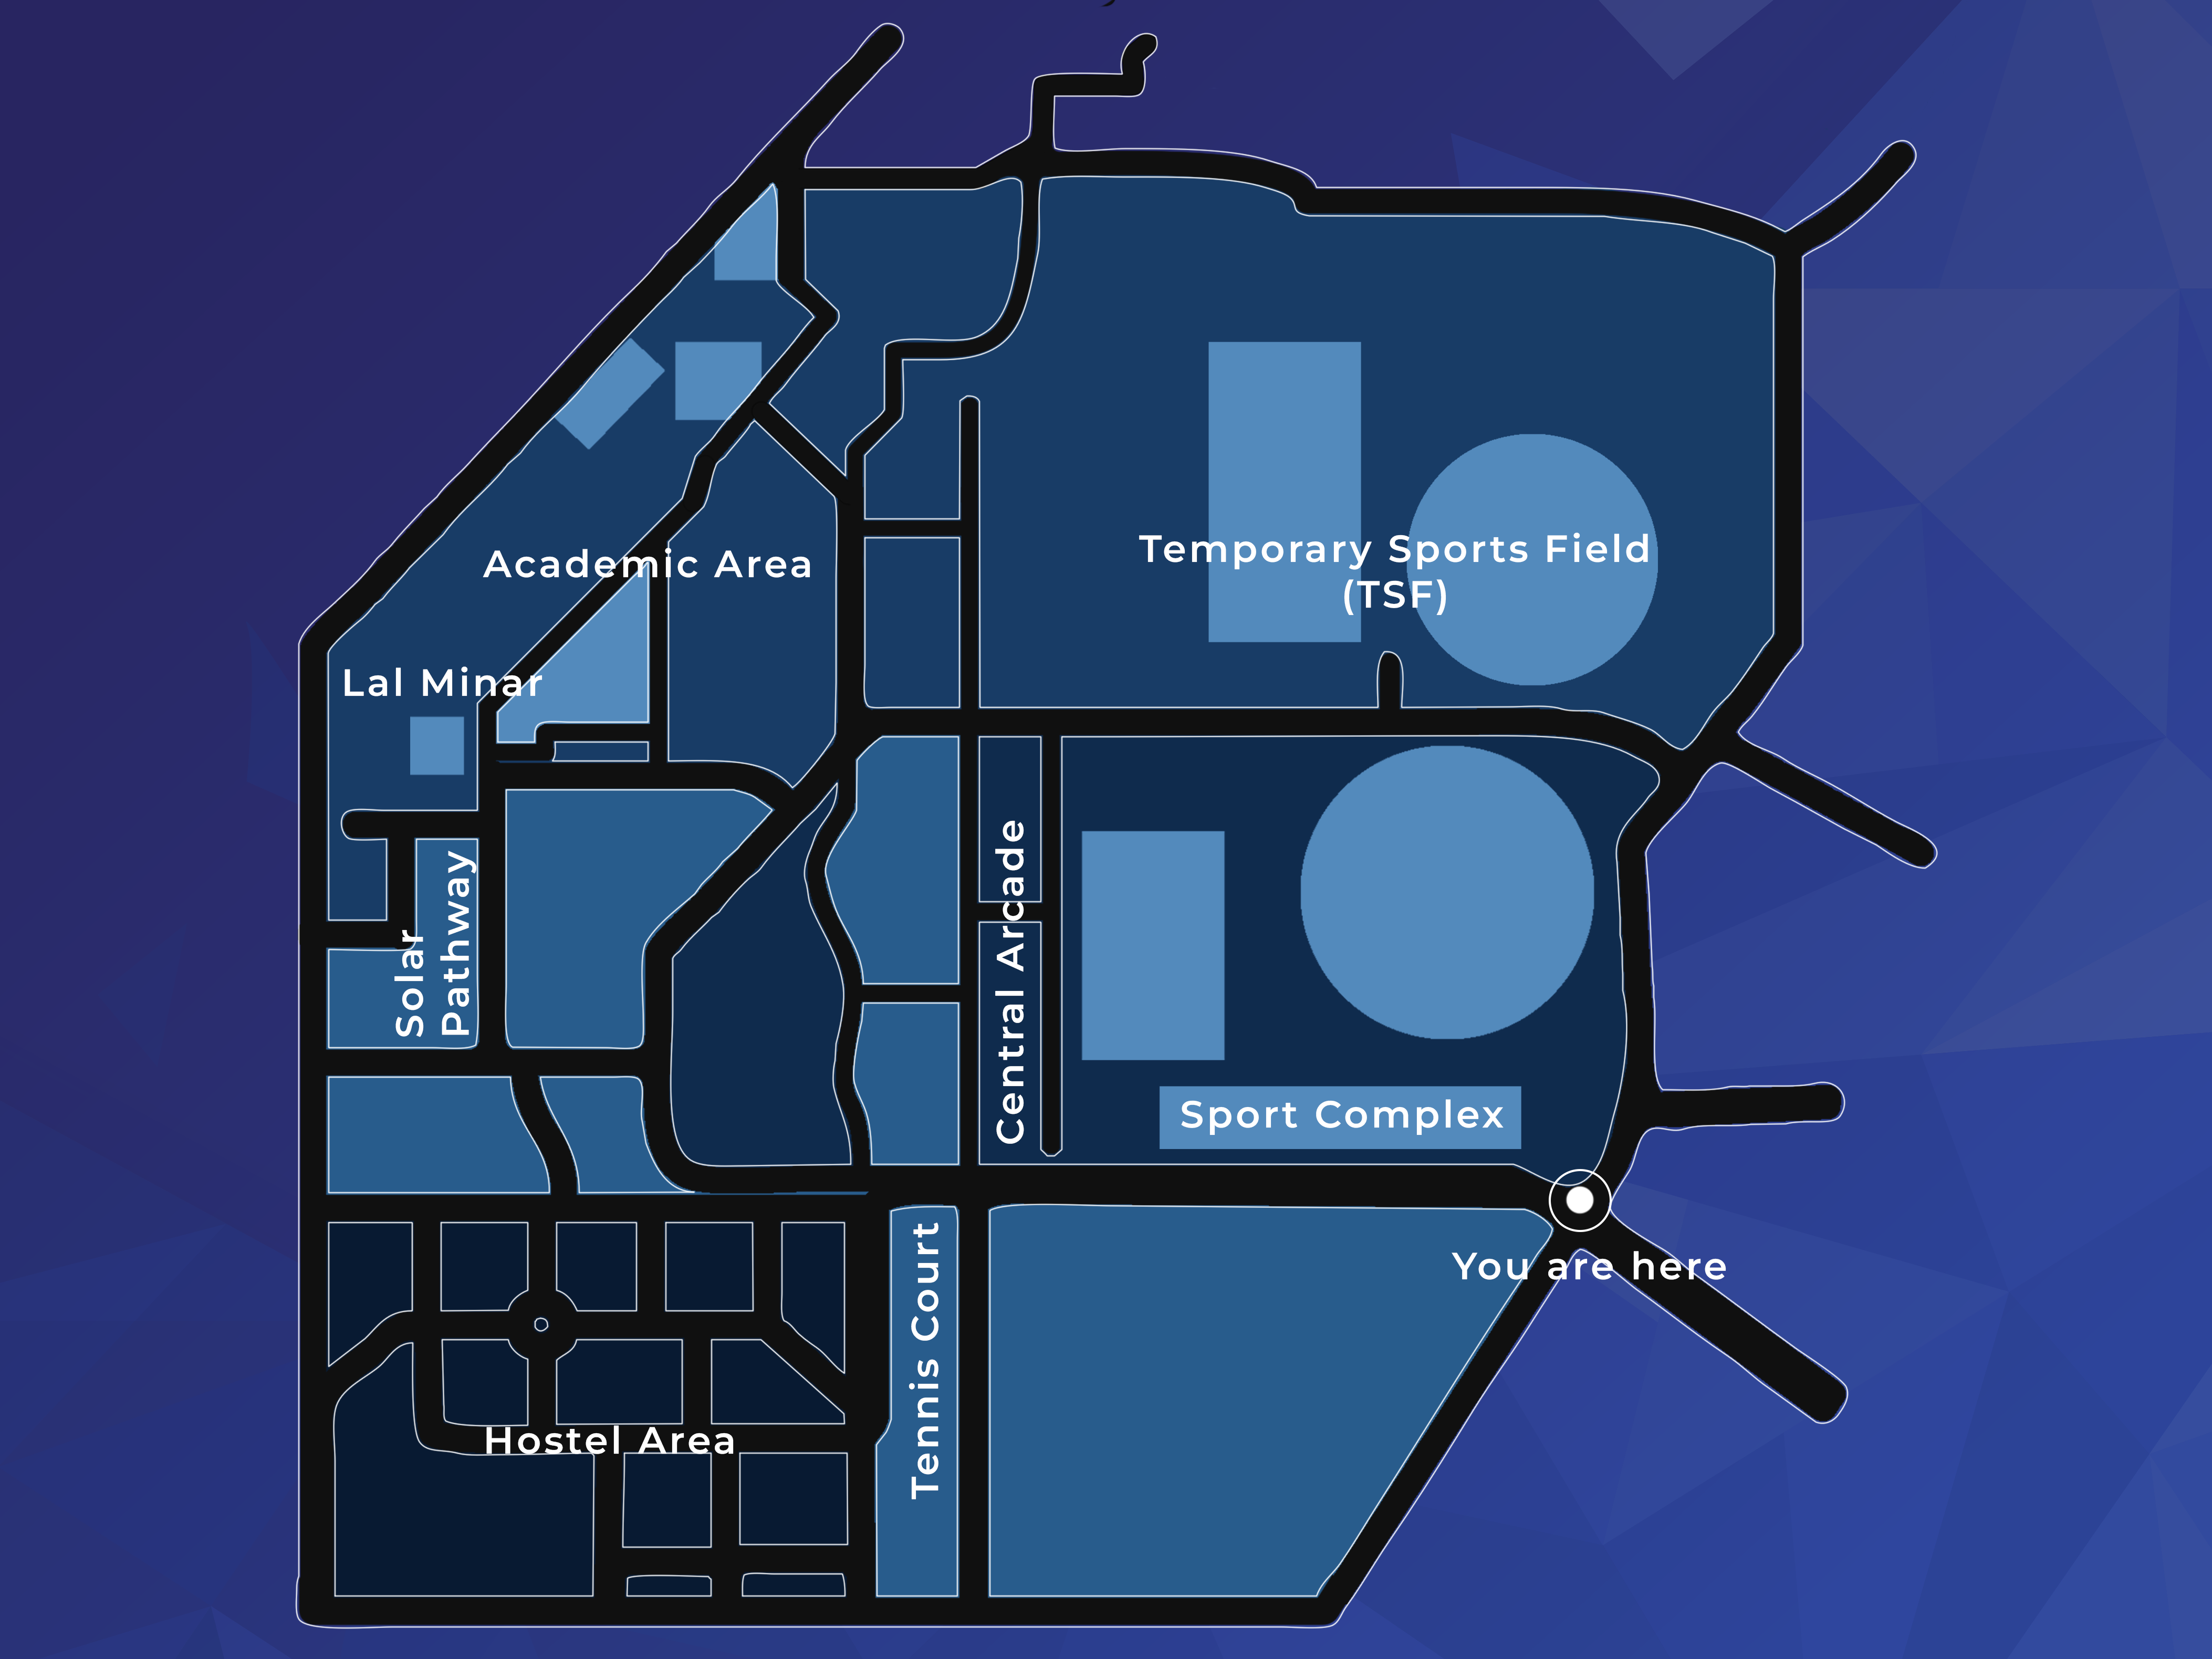 Academic Area
Temporary Sports Field
(TSF)
Lal Minar
Solar
Pathway
Central Arcade
Sport Complex
Tennis Court
You are here
Hostel Area